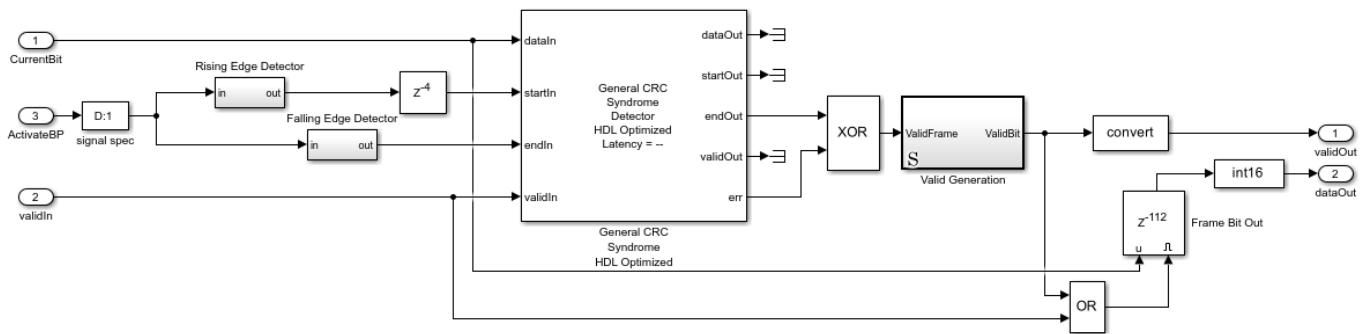 1
CurrentBit
3
ActivateBP
2
validIn
D:1
signal spec
Rising Edge Detector
in out
Falling Edge Detector
in out
z-4
dataIn
startIn
endIn
validIn
General CRC
Syndrome
Detector
HDL Optimized
Latency = --
dataOut
startOut
endOut
validOut
err
General CRC
Syndrome
HDL Optimized
XOR
ValidFrame ValidBit
S
Valid Generation
convert
1
validOut
int16
2
dataOut
z-112
u
Frame Bit Out
OR